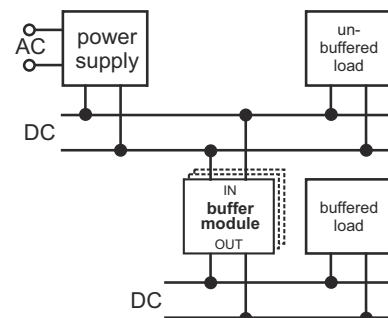 AC
power
supply
un-
buffered
load
DC
IN
buffer
module
OUT
buffered
load
DC